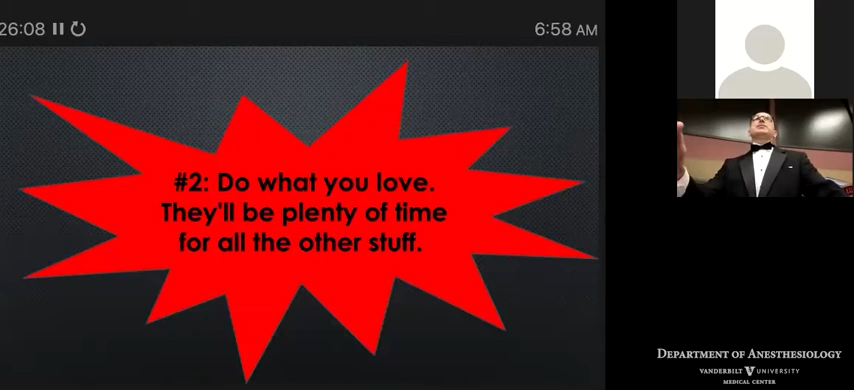 26:08
6:58 AM
#2: Do what you love.
They'll be plenty of time
for all the other stuff.
DEPARTMENT OF ANESTHESIOLOGY
VANDERBILT UNIVERSITY
MEDICAL CENTER